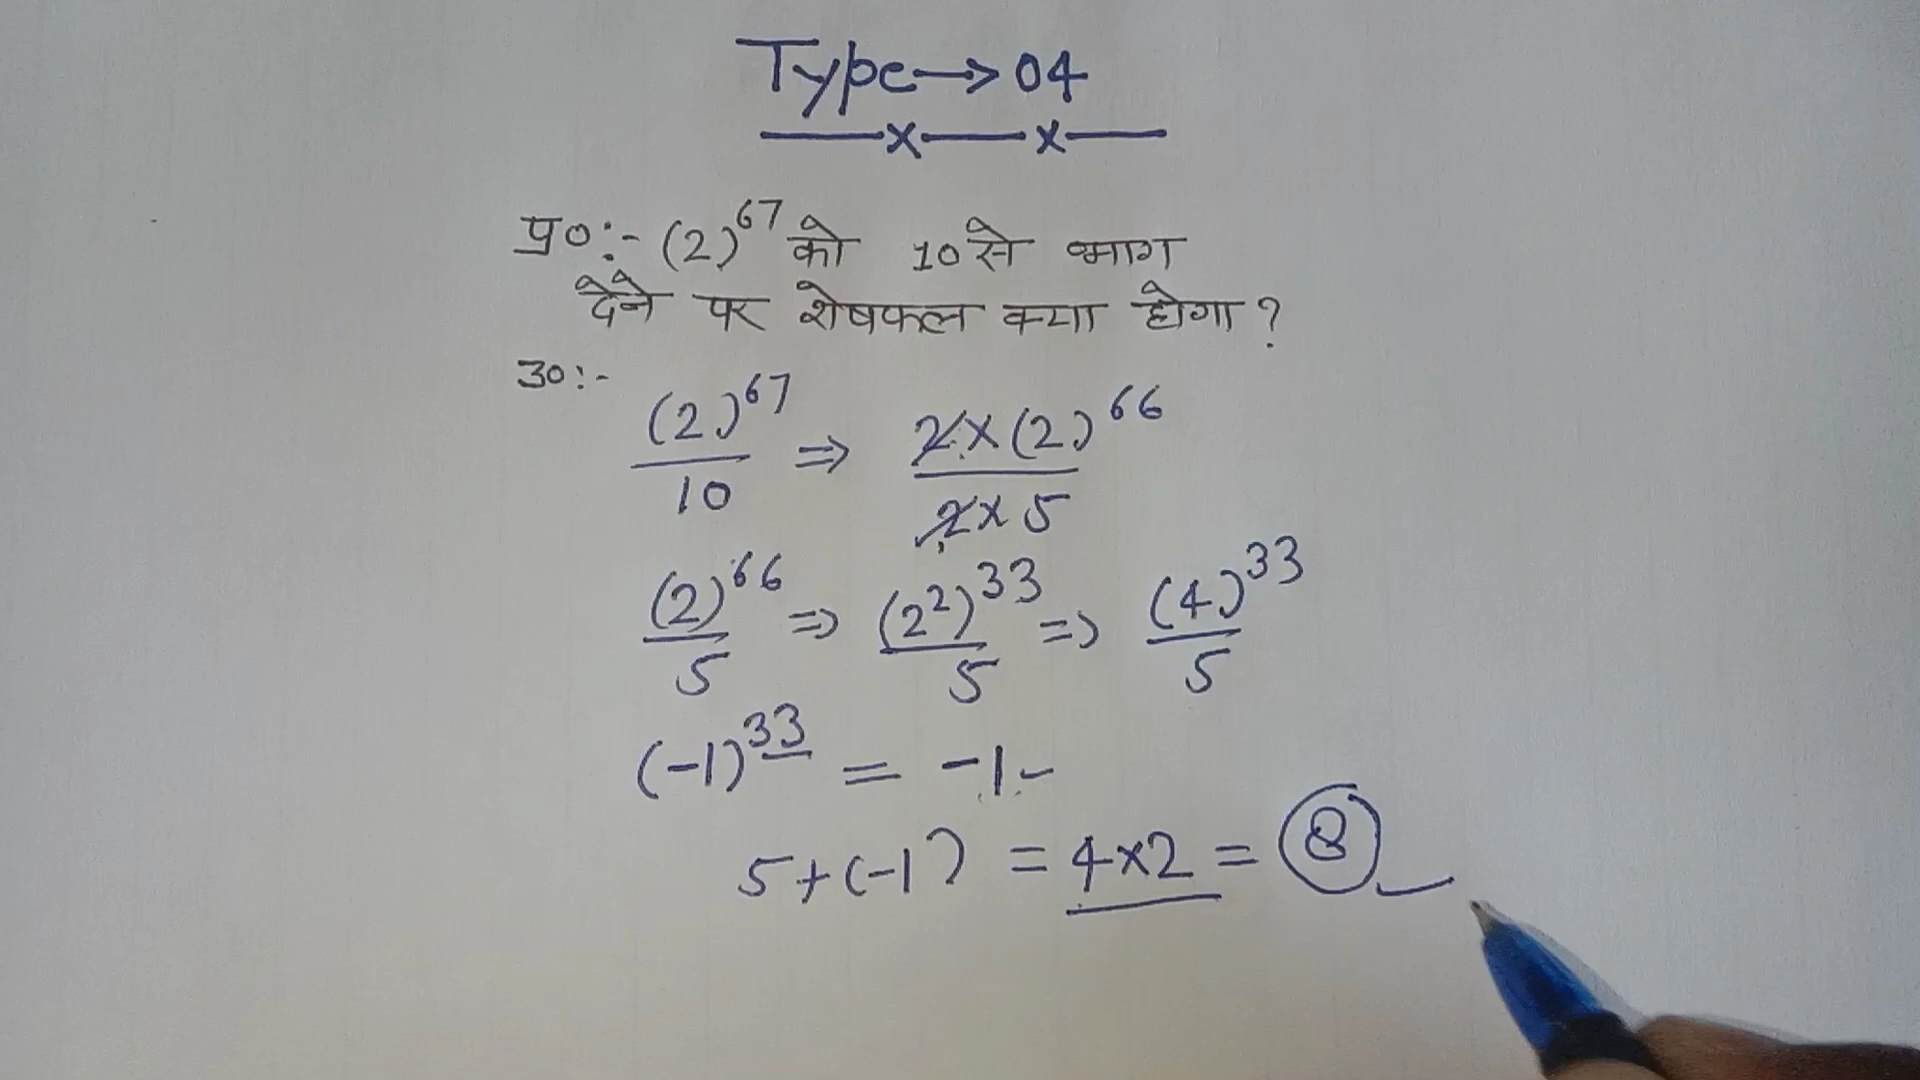 Type→04
—x—x—
प्र०:- (2)^67 को 10 से भाग
देने पर शेषफल क्या होगा ?
उ०:-
(2)^67/10 ⇒ 2×(2)^66/2×5
(2)^66/5 ⇒ (2^2)^33/5 ⇒ (4)^33/5
(-1)^33 = -1
5+(-1) = 4×2 = 8